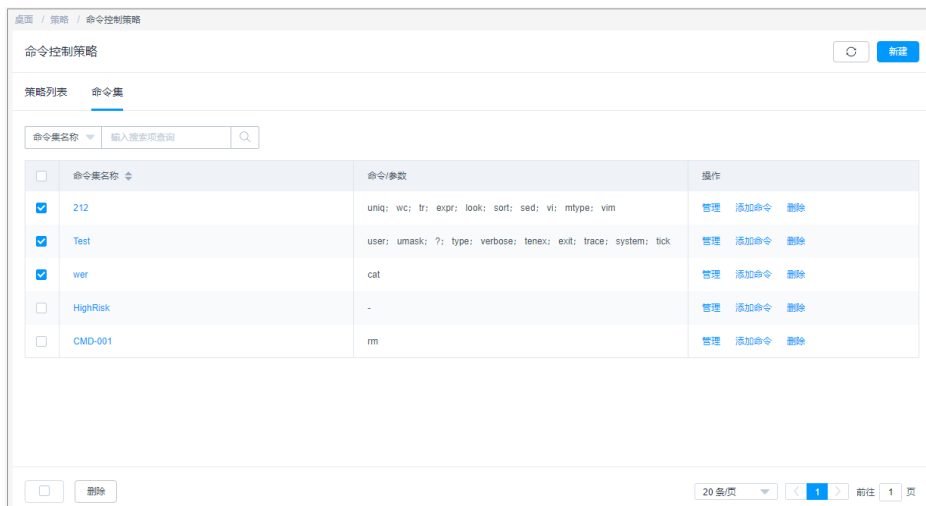 桌面 / 策略 / 命令控制策略
命令控制策略 新建
策略列表 命令集
命令集名称 输入搜索项查询
命令集名称 命令/参数 操作
212 uniq; wc; tr; expr; look; sort; sed; vi; mtype; vim 管理 添加命令 删除
Test user; umask; ?; type; verbose; tenex; exit; trace; system; tick 管理 添加命令 删除
wer cat 管理 添加命令 删除
HighRisk - 管理 添加命令 删除
CMD-001 rm 管理 添加命令 删除
删除 20 条/页 1 前往 1 页